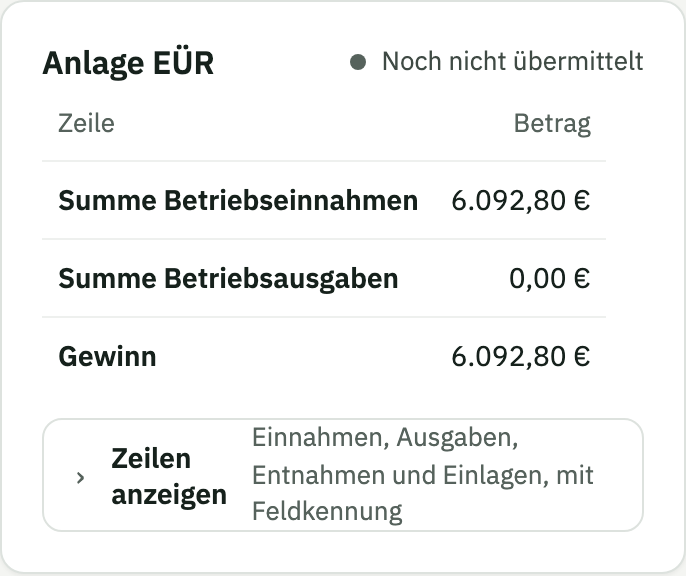 Anlage EÜR
Noch nicht übermittelt
Zeile Betrag
Summe Betriebseinnahmen 6.092,80 €
Summe Betriebsausgaben 0,00 €
Gewinn 6.092,80 €
› Zeilen anzeigen
Einnahmen, Ausgaben,
Entnahmen und Einlagen, mit
Feldkennung